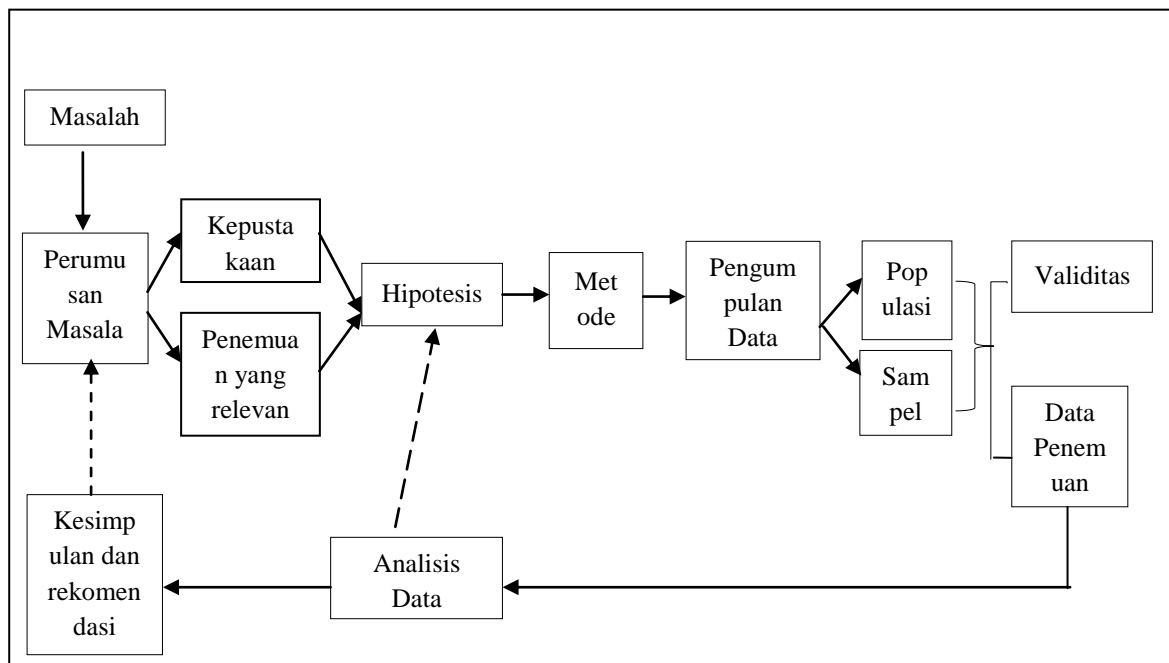 Masalah
Perumu
san
Masala
Kepusta
kaan
Penemua
n yang
relevan
Hipotesis
Met
ode
Pengum
pulan
Data
Pop
ulasi
Sam
pel
Validitas
Data
Penem
uan
Analisis
Data
Kesimp
ulan dan
rekomen
dasi